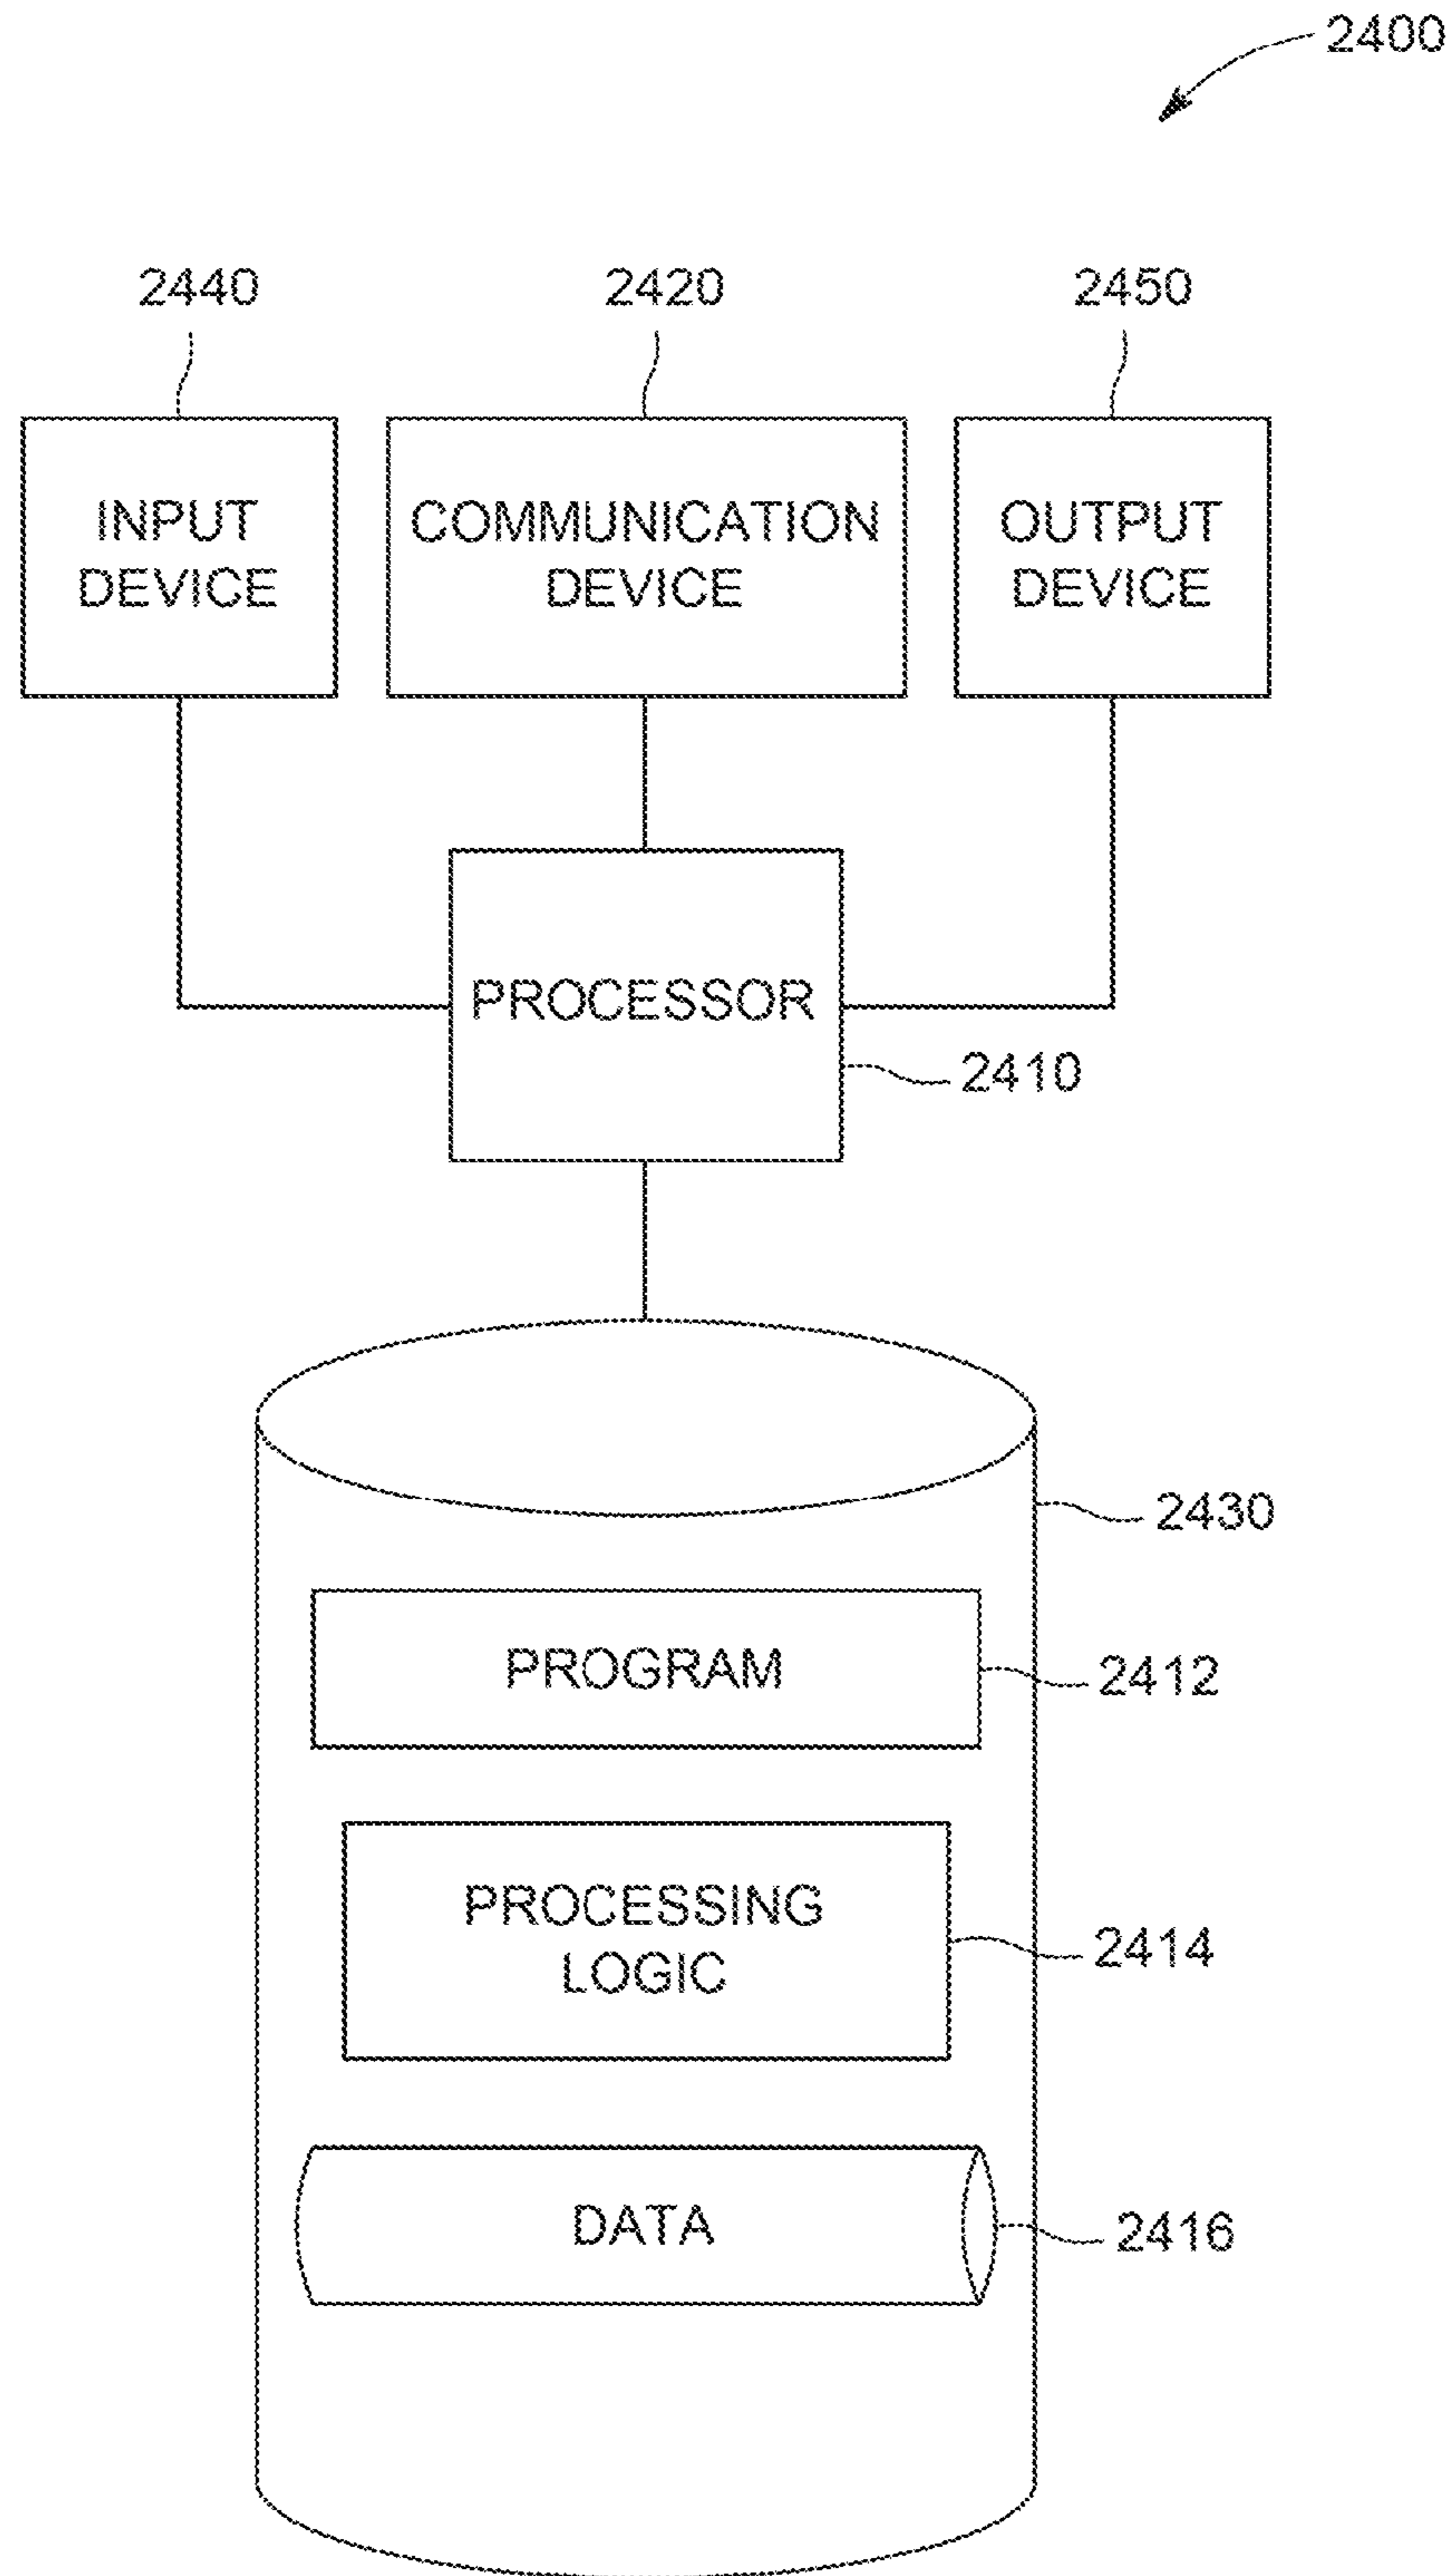 2400
2440
2420
2450
INPUT
DEVICE
COMMUNICATION
DEVICE
OUTPUT
DEVICE
PROCESSOR
2410
2430
PROGRAM
2412
PROCESSING
LOGIC
2414
DATA
2416